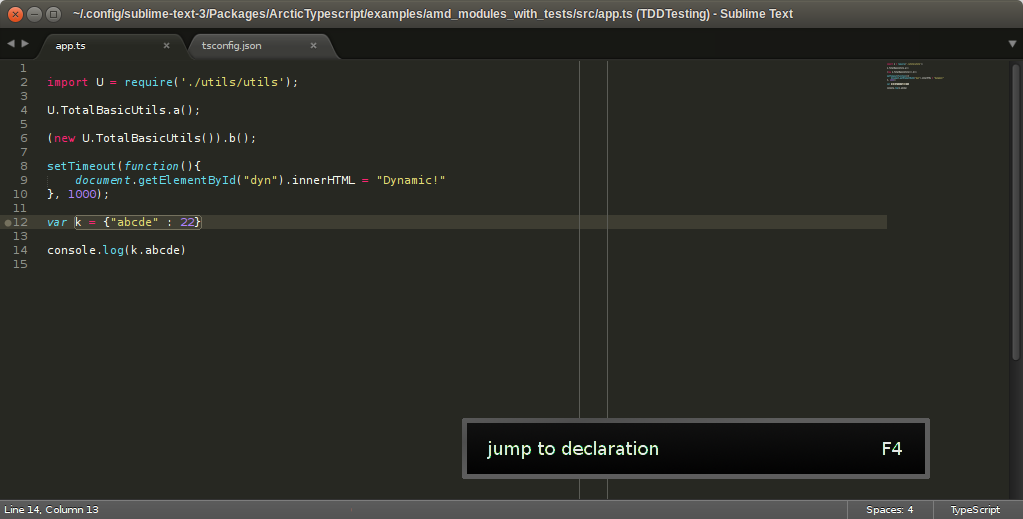 ~/.config/sublime-text-3/Packages/ArcticTypescript/examples/amd_modules_with_tests/src/app.ts (TDDTesting) - Sublime Text
app.ts × tsconfig.json ×
1
2 import U = require('./utils/utils');
3
4 U.TotalBasicUtils.a();
5
6 (new U.TotalBasicUtils()).b();
7
8 setTimeout(function(){
9 document.getElementById("dyn").innerHTML = "Dynamic!"
10 }, 1000);
11
12 var k = {"abcde" : 22}
13
14 console.log(k.abcde)
15
jump to declaration F4
Line 14, Column 13 Spaces: 4 TypeScript